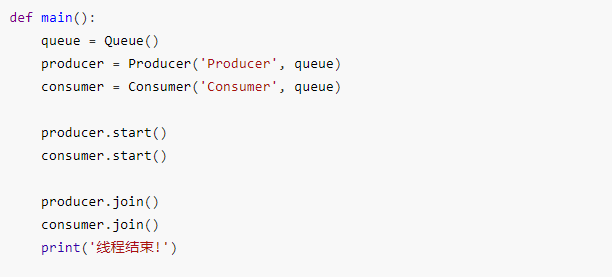 def main():
    queue = Queue()
    producer = Producer('Producer', queue)
    consumer = Consumer('Consumer', queue)
    producer.start()
    consumer.start()
    producer.join()
    consumer.join()
    print('线程结束!')